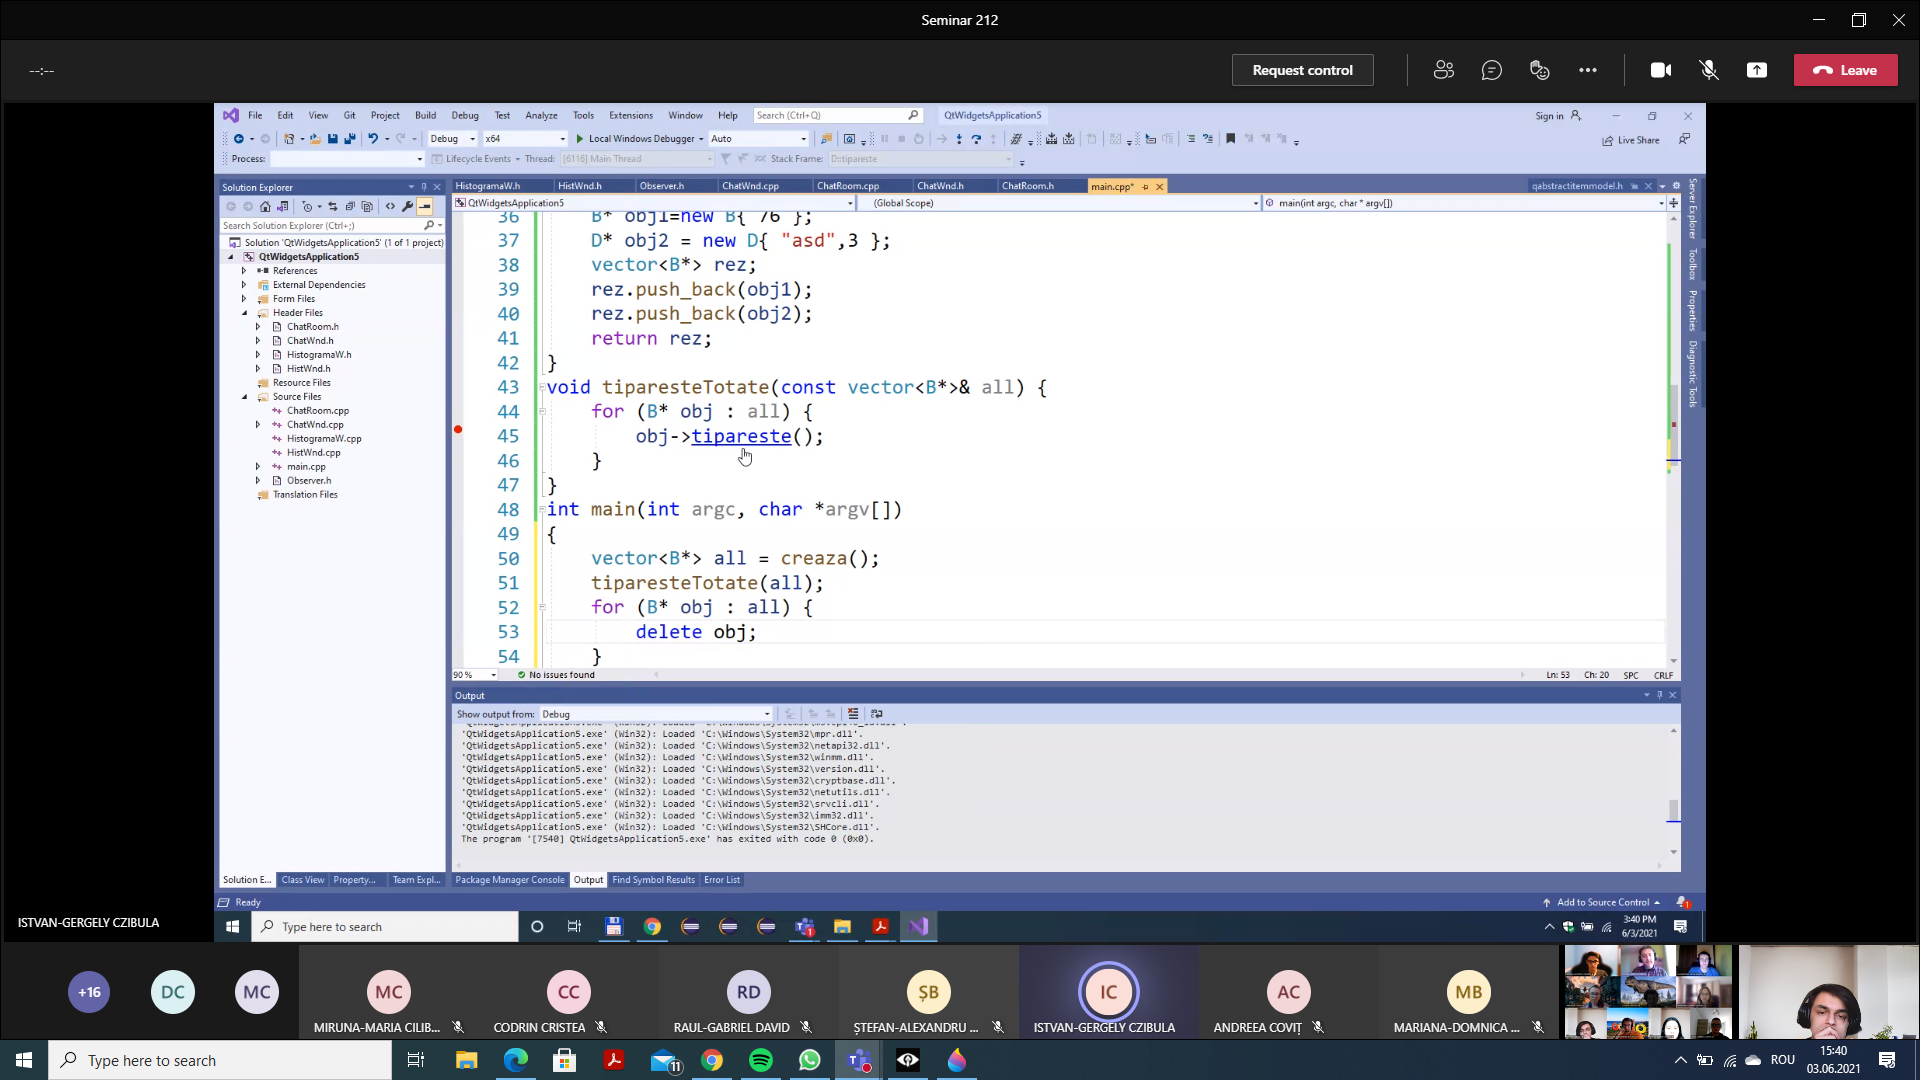 Seminar 212
--:--
Request control
Leave
File Edit View Git Project Build Debug Test Analyze Tools Extensions Window Help Search (Ctrl+Q) QtWidgetsApplication5 Sign in
Debug x64 Local Windows Debugger Auto Live Share
Process: Lifecycle Events Thread: [6116] Main Thread Stack Frame: D::tipareste
Solution Explorer
HistogramaW.h HistWnd.h Observer.h ChatWnd.cpp ChatRoom.cpp ChatWnd.h ChatRoom.h main.cpp* qabstractitemmodel.h
QtWidgetsApplication5 (Global Scope) main(int argc, char * argv[])
Search Solution Explorer (Ctrl+;)
Solution 'QtWidgetsApplication5' (1 of 1 project)
QtWidgetsApplication5
References
External Dependencies
Form Files
Header Files
ChatRoom.h
ChatWnd.h
HistogramaW.h
HistWnd.h
Resource Files
Source Files
ChatRoom.cpp
ChatWnd.cpp
HistogramaW.cpp
HistWnd.cpp
main.cpp
Observer.h
Translation Files
36 B* obj1=new B{ 76 };
37 D* obj2 = new D{ "asd",3 };
38 vector<B*> rez;
39 rez.push_back(obj1);
40 rez.push_back(obj2);
41 return rez;
42 }
43 void tiparesteTotate(const vector<B*>& all) {
44 for (B* obj : all) {
45 obj->tipareste();
46 }
47 }
48 int main(int argc, char *argv[])
49 {
50 vector<B*> all = creaza();
51 tiparesteTotate(all);
52 for (B* obj : all) {
53 delete obj;
54 }
Server Explorer
Toolbox
Properties
Diagnostic Tools
90 % No issues found Ln: 53 Ch: 20 SPC CRLF
Output
Show output from: Debug
'QtWidgetsApplication5.exe' (Win32): Loaded 'C:\Windows\System32\mpr.dll'.
'QtWidgetsApplication5.exe' (Win32): Loaded 'C:\Windows\System32\netapi32.dll'.
'QtWidgetsApplication5.exe' (Win32): Loaded 'C:\Windows\System32\winmm.dll'.
'QtWidgetsApplication5.exe' (Win32): Loaded 'C:\Windows\System32\version.dll'.
'QtWidgetsApplication5.exe' (Win32): Loaded 'C:\Windows\System32\cryptbase.dll'.
'QtWidgetsApplication5.exe' (Win32): Loaded 'C:\Windows\System32\netutils.dll'.
'QtWidgetsApplication5.exe' (Win32): Loaded 'C:\Windows\System32\srvcli.dll'.
'QtWidgetsApplication5.exe' (Win32): Loaded 'C:\Windows\System32\imm32.dll'.
'QtWidgetsApplication5.exe' (Win32): Loaded 'C:\Windows\System32\SHCore.dll'.
The program '[7540] QtWidgetsApplication5.exe' has exited with code 0 (0x0).
Solution E... Class View Property... Team Expl... Package Manager Console Output Find Symbol Results Error List
Ready Add to Source Control 1
Type here to search
3:40 PM
6/3/2021
ISTVAN-GERGELY CZIBULA
+16 DC MC MC CC RD ȘB IC AC MB
MIRUNA-MARIA CILIB... CODRIN CRISTEA RAUL-GABRIEL DAVID ȘTEFAN-ALEXANDRU ... ISTVAN-GERGELY CZIBULA ANDREEA COVIȚ MARIANA-DOMNICA ...
Type here to search 11 ROU
15:40
03.06.2021